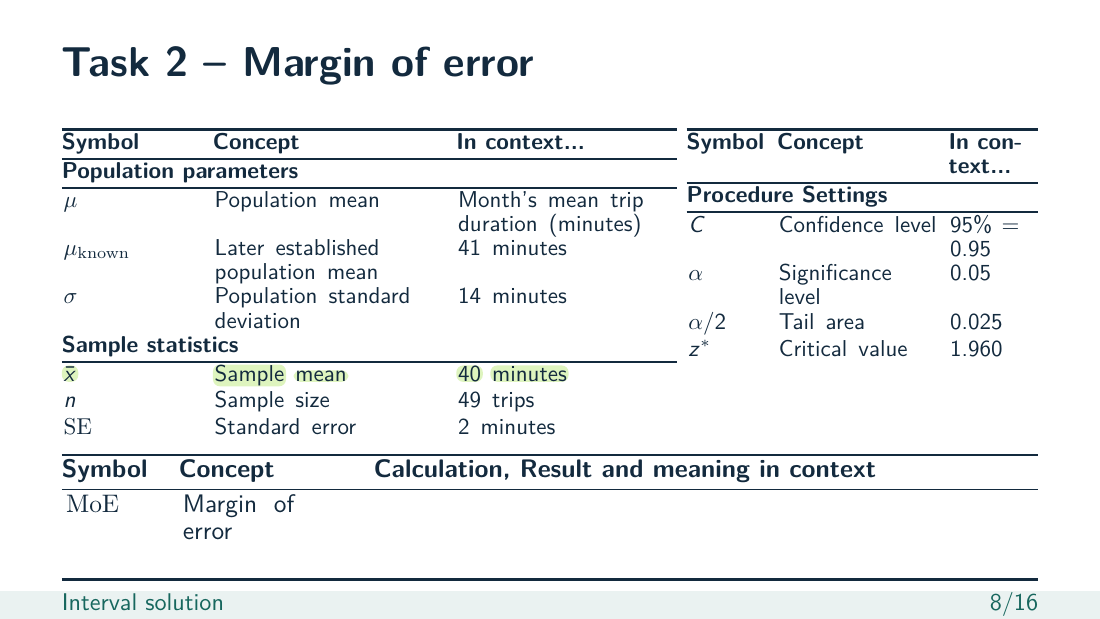 Task 2 – Margin of error
Symbol Concept In context...
Population parameters
μ Population mean Month's mean trip
duration (minutes)
μknown Later established 41 minutes
population mean
σ Population standard 14 minutes
deviation
Sample statistics
x̄ Sample mean 40 minutes
n Sample size 49 trips
SE Standard error 2 minutes
Symbol Concept In con-
text...
Procedure Settings
C Confidence level 95% =
0.95
α Significance 0.05
level
α/2 Tail area 0.025
z* Critical value 1.960
Symbol Concept Calculation, Result and meaning in context
MoE Margin of
error
Interval solution 8/16